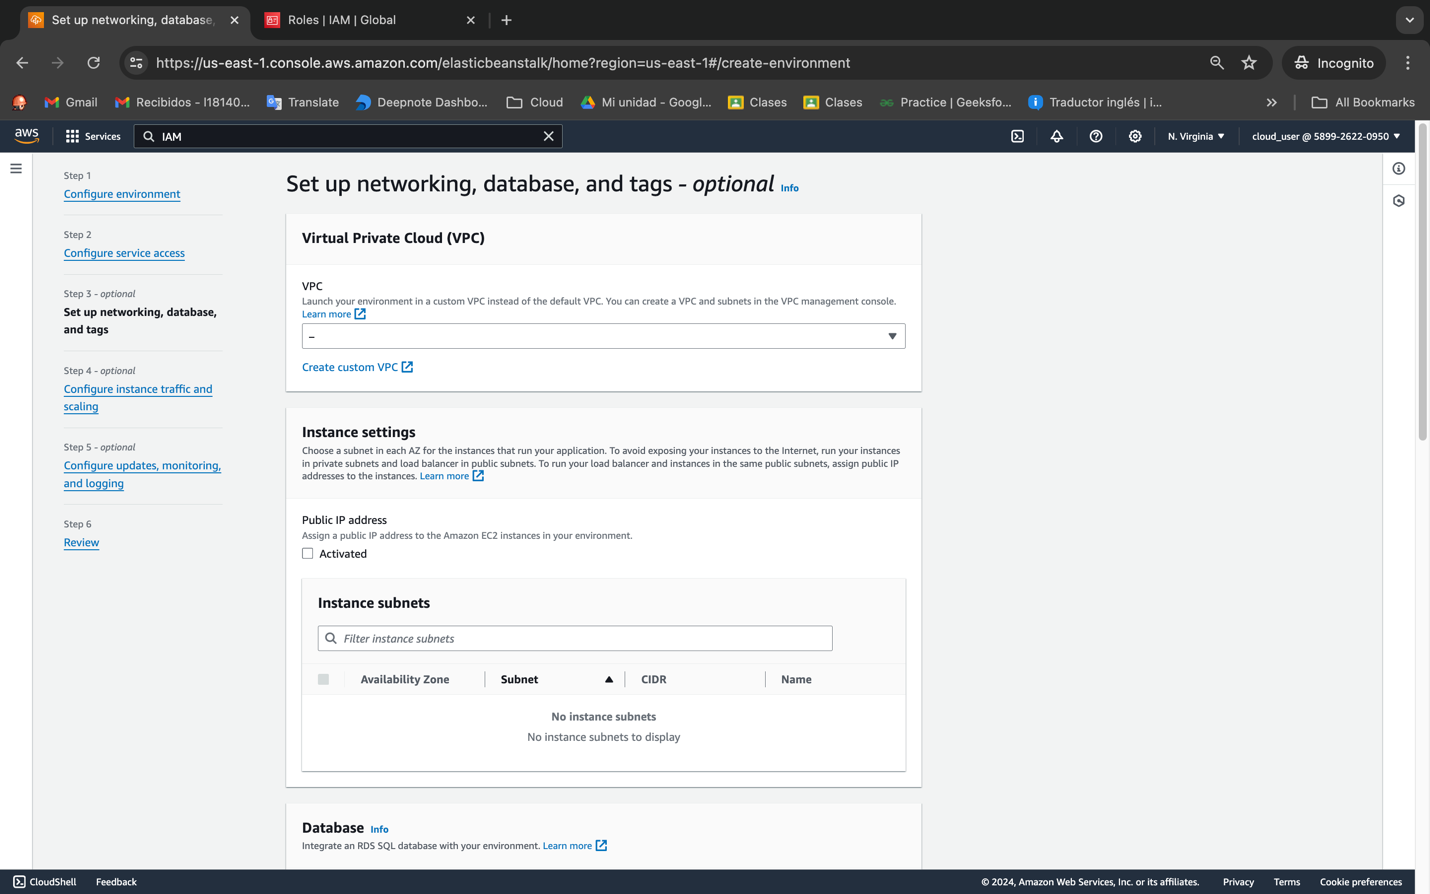 Set up networking, database,
Roles | IAM | Global
https://us-east-1.console.aws.amazon.com/elasticbeanstalk/home?region=us-east-1#/create-environment
Incognito
Gmail
Recibidos - l18140...
Translate
Deepnote Dashbo...
Cloud
Mi unidad - Googl...
Clases
Clases
Practice | Geeksfo...
Traductor inglés | i...
All Bookmarks
aws
Services
IAM
N. Virginia
cloud_user @ 5899-2622-0950
Step 1
Configure environment
Step 2
Configure service access
Step 3 - optional
Set up networking, database,
and tags
Step 4 - optional
Configure instance traffic and
scaling
Step 5 - optional
Configure updates, monitoring,
and logging
Step 6
Review
Set up networking, database, and tags - optional Info
Virtual Private Cloud (VPC)
VPC
Launch your environment in a custom VPC instead of the default VPC. You can create a VPC and subnets in the VPC management console.
Learn more
–
Create custom VPC
Instance settings
Choose a subnet in each AZ for the instances that run your application. To avoid exposing your instances to the Internet, run your instances
in private subnets and load balancer in public subnets. To run your load balancer and instances in the same public subnets, assign public IP
addresses to the instances. Learn more
Public IP address
Assign a public IP address to the Amazon EC2 instances in your environment.
Activated
Instance subnets
Filter instance subnets
Availability Zone
Subnet
CIDR
Name
No instance subnets
No instance subnets to display
Database Info
Integrate an RDS SQL database with your environment. Learn more
CloudShell
Feedback
© 2024, Amazon Web Services, Inc. or its affiliates.
Privacy
Terms
Cookie preferences